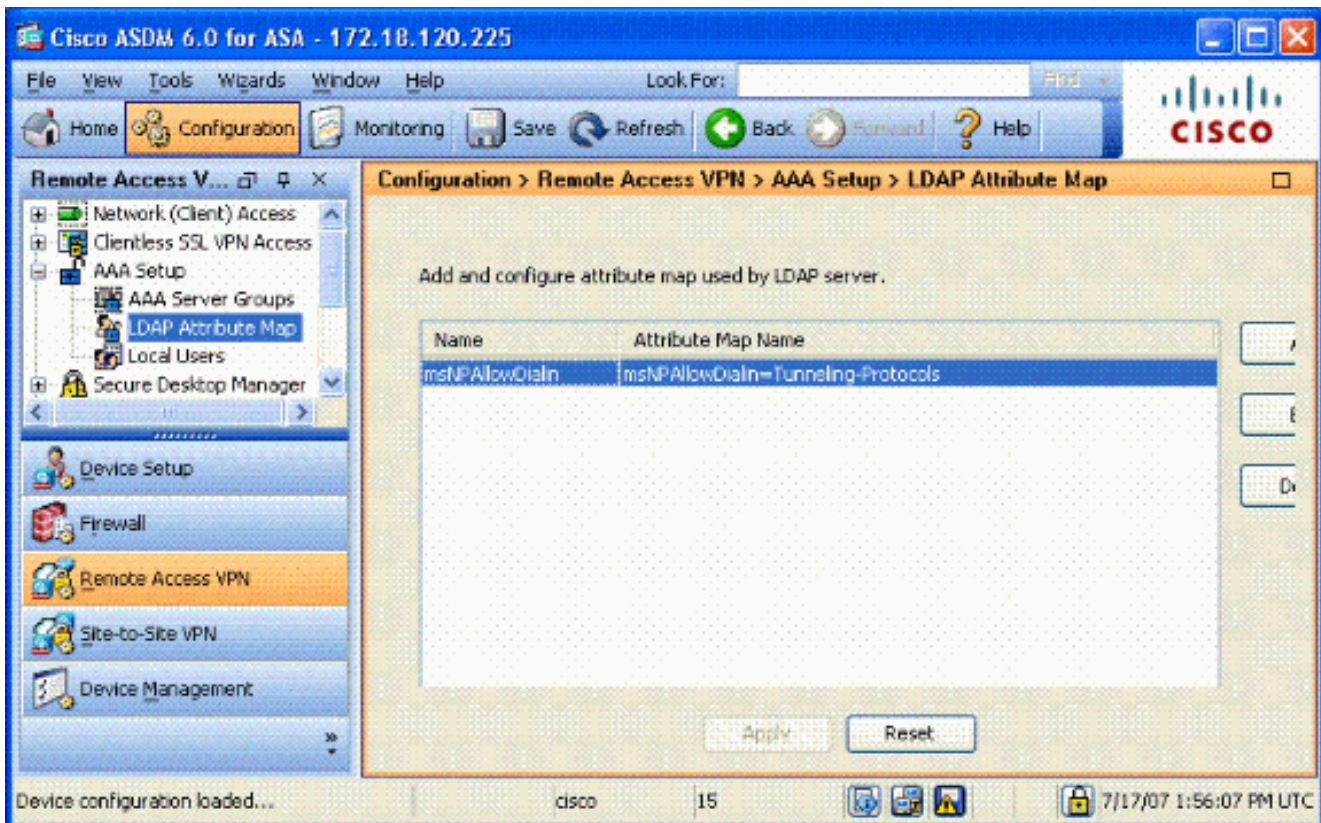 Cisco ASDM 6.0 for ASA - 172.18.120.225
File View Tools Wizards Window Help Look For: Find
Home Configuration Monitoring Save Refresh Back Forward Help
CISCO
Remote Access V...
Network (Client) Access
Clientless SSL VPN Access
AAA Setup
AAA Server Groups
LDAP Attribute Map
Local Users
Secure Desktop Manager
Device Setup
Firewall
Remote Access VPN
Site-to-Site VPN
Device Management
Configuration > Remote Access VPN > AAA Setup > LDAP Attribute Map
Add and configure attribute map used by LDAP server.
Name Attribute Map Name
msNPAllowDialin msNPAllowDialin=Tunneling-Protocols
Apply Reset
Device configuration loaded... cisco 15 7/17/07 1:56:07 PM UTC